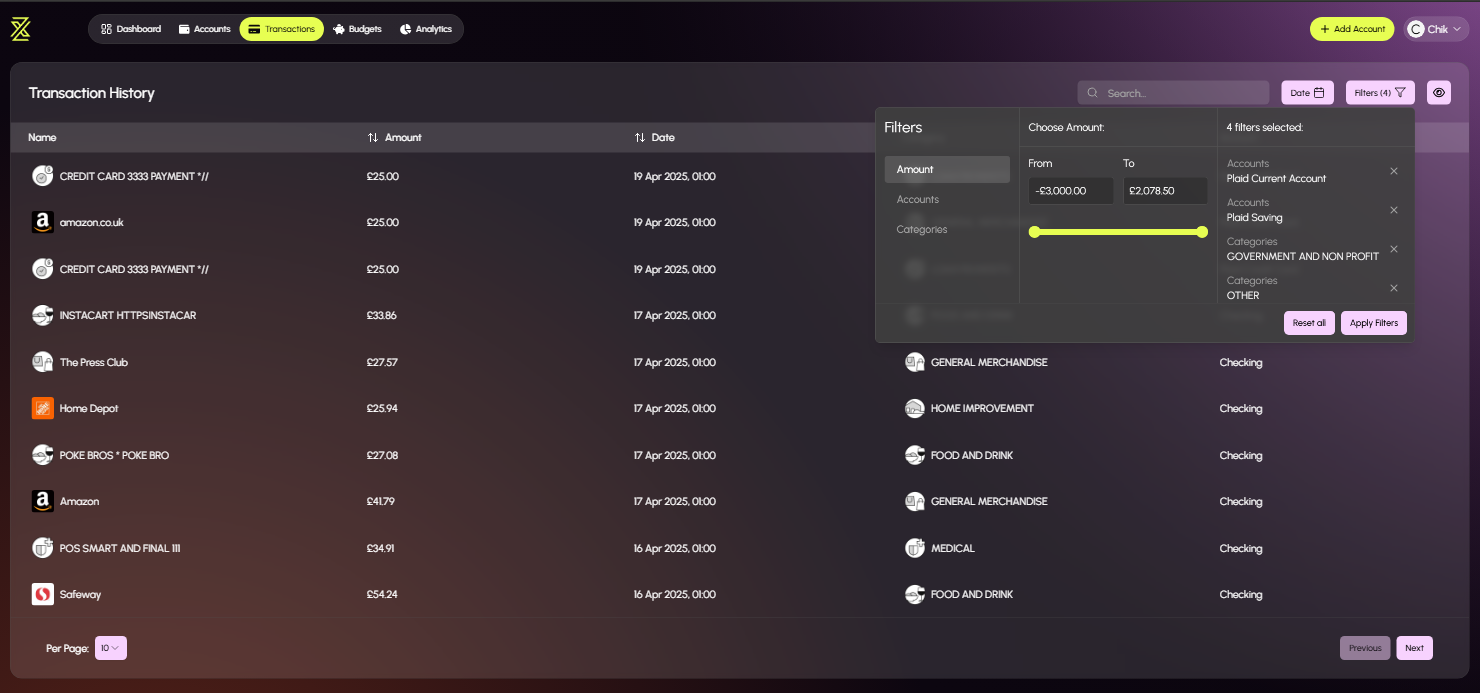 Dashboard Accounts Transactions Budgets Analytics + Add Account C Chik
Transaction History Search... Date Filters (4)
Name Amount Date
Filters Choose Amount: 4 filters selected:
Amount From To Accounts
Plaid Current Account
-£3,000.00 £2,078.50
Accounts Accounts
Plaid Saving
Categories Categories
GOVERNMENT AND NON PROFIT
Categories
OTHER
Reset all Apply Filters
CREDIT CARD 3333 PAYMENT *// £25.00 19 Apr 2025, 01:00
amazon.co.uk £25.00 19 Apr 2025, 01:00
CREDIT CARD 3333 PAYMENT *// £25.00 19 Apr 2025, 01:00
INSTACART HTTPSINSTACAR £33.86 17 Apr 2025, 01:00
The Press Club £27.57 17 Apr 2025, 01:00 GENERAL MERCHANDISE Checking
Home Depot £25.94 17 Apr 2025, 01:00 HOME IMPROVEMENT Checking
POKE BROS * POKE BRO £27.08 17 Apr 2025, 01:00 FOOD AND DRINK Checking
Amazon £41.79 17 Apr 2025, 01:00 GENERAL MERCHANDISE Checking
POS SMART AND FINAL 111 £34.91 16 Apr 2025, 01:00 MEDICAL Checking
Safeway £54.24 16 Apr 2025, 01:00 FOOD AND DRINK Checking
Per Page: 10 Previous Next